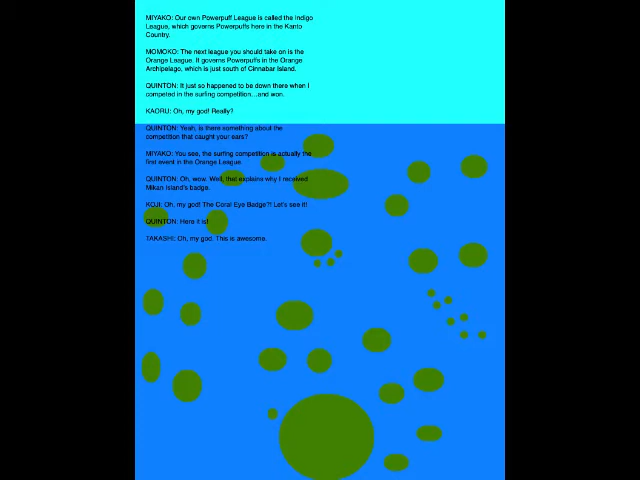 MIYAKO: Our own Powerpuff League is called the Indigo
League, which governs Powerpuffs here in the Kanto
Country.
MOMOKO: The next league you should take on is the
Orange League. It governs Powerpuffs in the Orange
Archipelago, which is just south of Cinnabar Island.
QUINTON: It just so happened to be down there when I
competed in the surfing competition...and won.
KAORU: Oh, my god! Really?
QUINTON: Yeah, is there something about the
competition that caught your ears?
MIYAKO: You see, the surfing competition is actually the
first event in the Orange League.
QUINTON: Oh, wow. Well, that explains why I received
Mikan Island's badge.
KOJI: Oh, my god! The Coral Eye Badge?! Let's see it!
QUINTON: Here it is!
TAKASHI: Oh, my god. This is awesome.